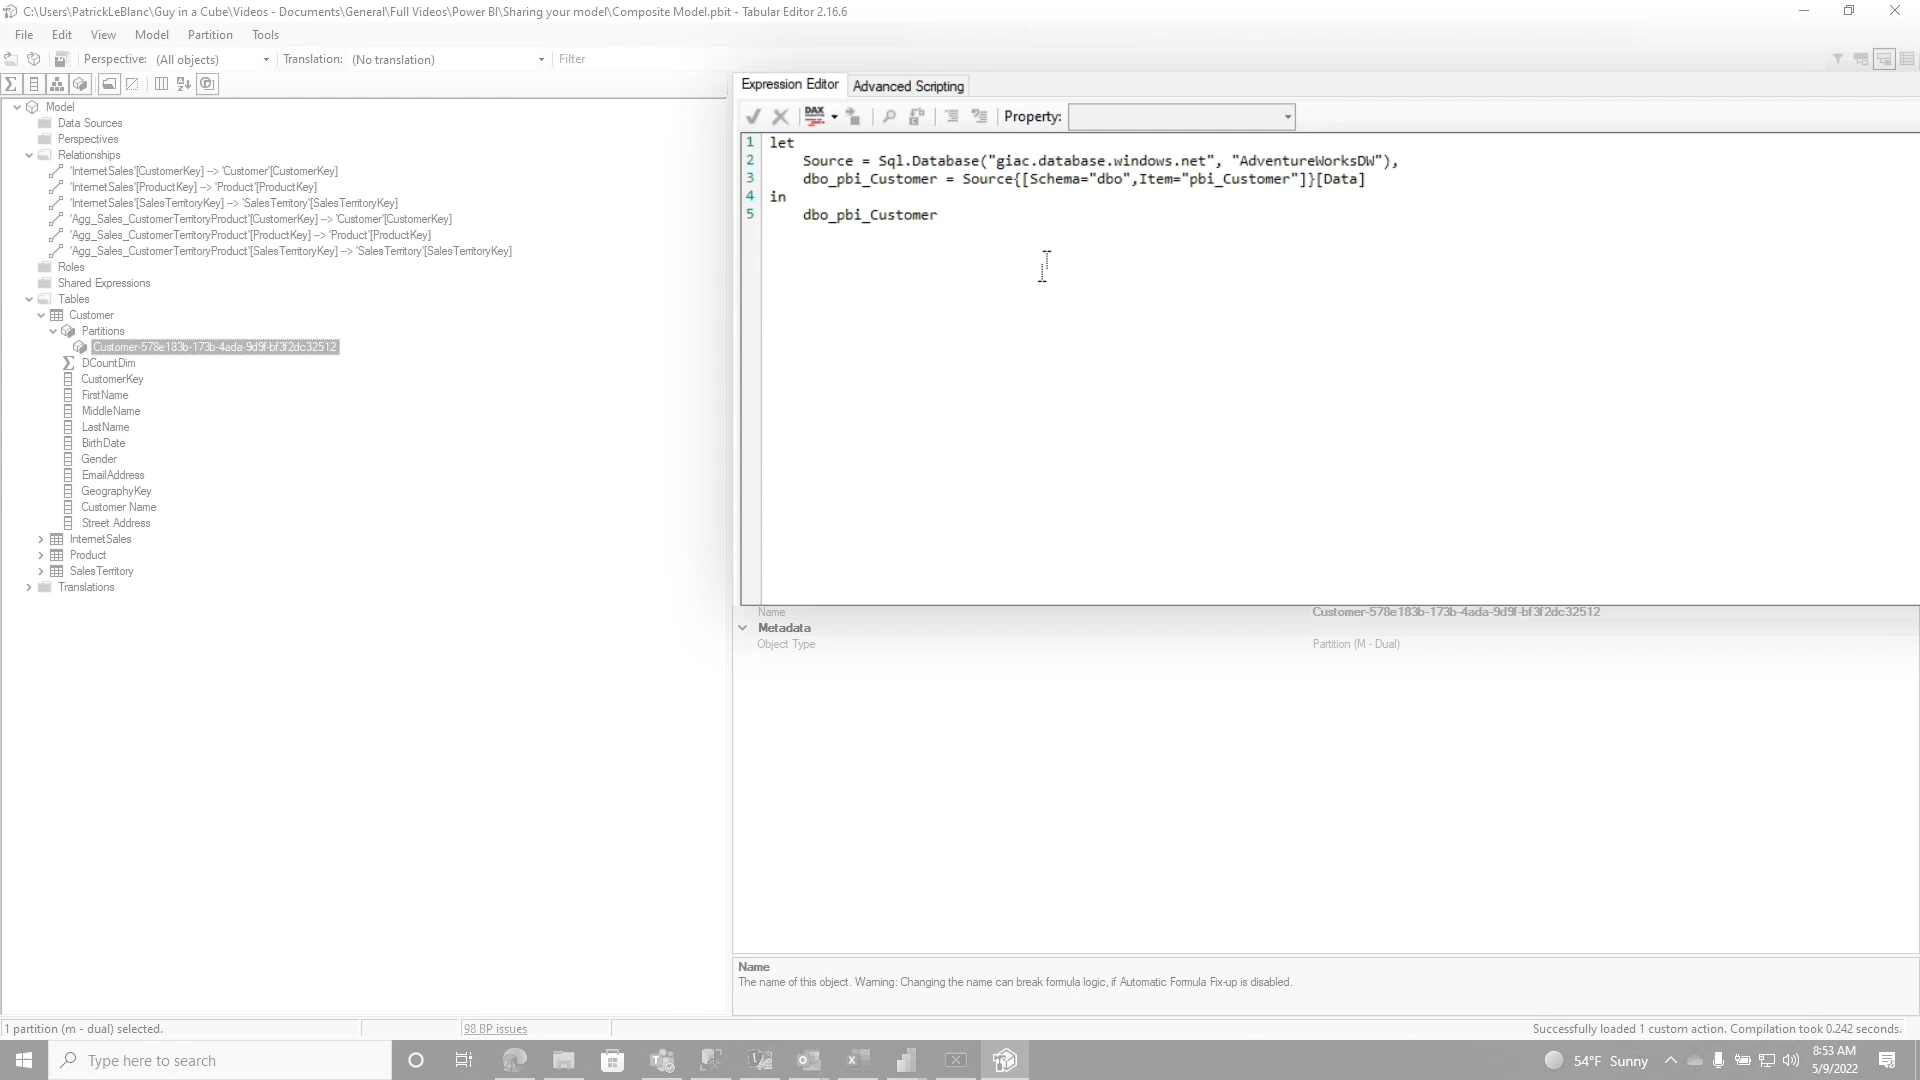 C:\Users\PatrickLeBlanc\Guy in a Cube\Videos - Documents\General\Full Videos\Power BI\Sharing your model\Composite Model.pbit - Tabular Editor 2.16.6
File Edit View Model Partition Tools
Perspective: (All objects) Translation: (No translation) Filter
Expression Editor Advanced Scripting
DAX Property:
Model
Data Sources
Perspectives
Relationships
'InternetSales'[CustomerKey] --> 'Customer'[CustomerKey]
'InternetSales'[ProductKey] --> 'Product'[ProductKey]
'InternetSales'[SalesTerritoryKey] --> 'SalesTerritory'[SalesTerritoryKey]
'Agg_Sales_CustomerTerritoryProduct'[CustomerKey] --> 'Customer'[CustomerKey]
'Agg_Sales_CustomerTerritoryProduct'[ProductKey] --> 'Product'[ProductKey]
'Agg_Sales_CustomerTerritoryProduct'[SalesTerritoryKey] --> 'SalesTerritory'[SalesTerritoryKey]
Roles
Shared Expressions
Tables
Customer
Partitions
Customer-578e183b-173b-4ada-9d9f-bf3f2dc32512
DCountDim
CustomerKey
FirstName
MiddleName
LastName
BirthDate
Gender
EmailAddress
GeographyKey
Customer Name
Street Address
InternetSales
Product
SalesTerritory
Translations
1 let
2 Source = Sql.Database("giac.database.windows.net", "AdventureWorksDW"),
3 dbo_pbi_Customer = Source{[Schema="dbo",Item="pbi_Customer"]}[Data]
4 in
5 dbo_pbi_Customer
Name Customer-578e183b-173b-4ada-9d9f-bf3f2dc32512
Metadata
Object Type Partition (M - Dual)
Name
The name of this object. Warning: Changing the name can break formula logic, if Automatic Formula Fix-up is disabled.
1 partition (m - dual) selected. 98 BP issues Successfully loaded 1 custom action. Compilation took 0.242 seconds.
Type here to search
54°F Sunny
8:53 AM
5/9/2022